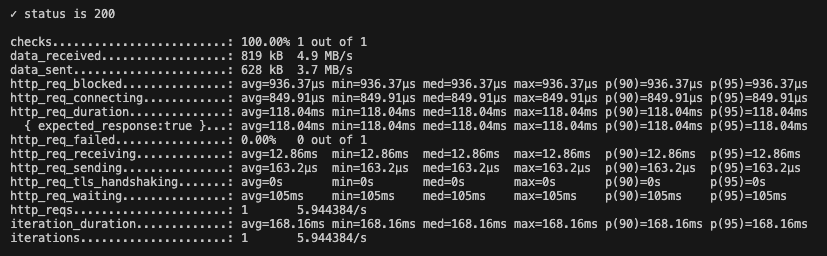 ✓ status is 200
checks.........................: 100.00% 1 out of 1
data_received..................: 819 kB  4.9 MB/s
data_sent......................: 628 kB  3.7 MB/s
http_req_blocked...............: avg=936.37µs min=936.37µs med=936.37µs max=936.37µs p(90)=936.37µs p(95)=936.37µs
http_req_connecting............: avg=849.91µs min=849.91µs med=849.91µs max=849.91µs p(90)=849.91µs p(95)=849.91µs
http_req_duration..............: avg=118.04ms min=118.04ms med=118.04ms max=118.04ms p(90)=118.04ms p(95)=118.04ms
  { expected_response:true }...: avg=118.04ms min=118.04ms med=118.04ms max=118.04ms p(90)=118.04ms p(95)=118.04ms
http_req_failed................: 0.00%   0 out of 1
http_req_receiving.............: avg=12.86ms  min=12.86ms  med=12.86ms  max=12.86ms  p(90)=12.86ms  p(95)=12.86ms
http_req_sending...............: avg=163.2µs  min=163.2µs  med=163.2µs  max=163.2µs  p(90)=163.2µs  p(95)=163.2µs
http_req_tls_handshaking.......: avg=0s       min=0s       med=0s       max=0s       p(90)=0s       p(95)=0s
http_req_waiting...............: avg=105ms    min=105ms    med=105ms    max=105ms    p(90)=105ms    p(95)=105ms
http_reqs......................: 1       5.944384/s
iteration_duration.............: avg=168.16ms min=168.16ms med=168.16ms max=168.16ms p(90)=168.16ms p(95)=168.16ms
iterations.....................: 1       5.944384/s